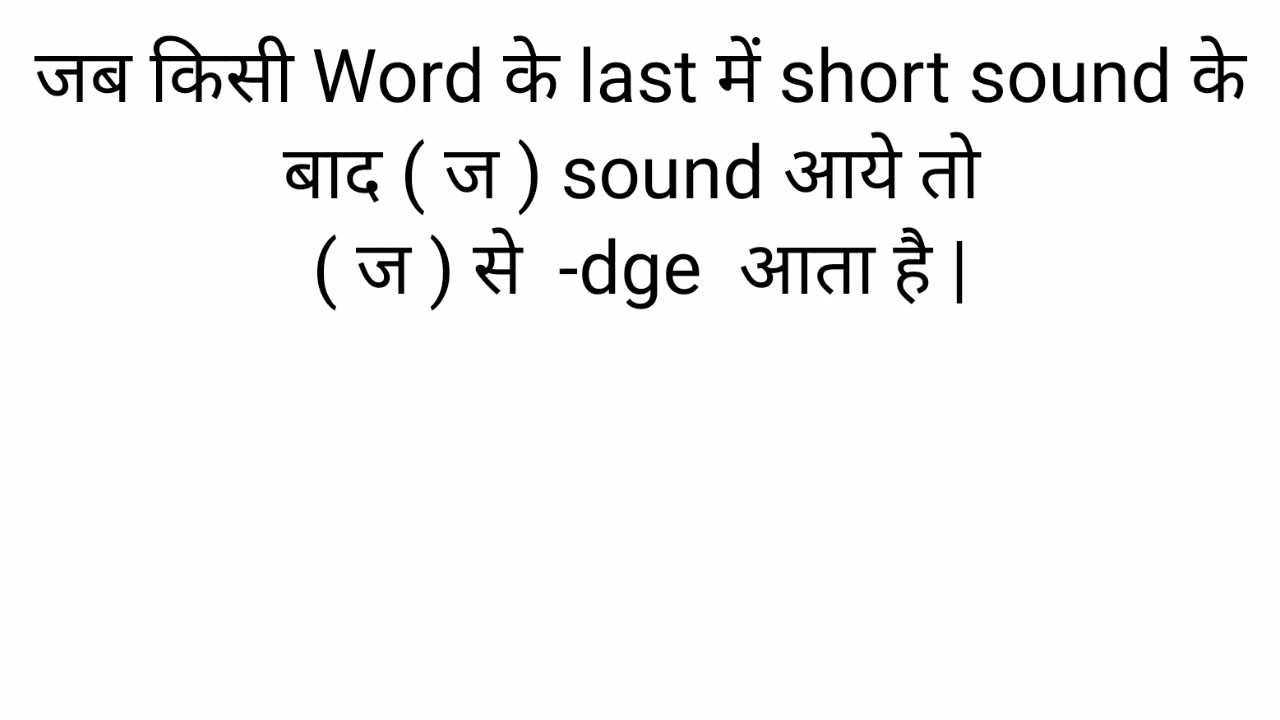 जब किसी Word के last में short sound के
बाद ( ज ) sound आये तो
( ज ) से -dge आता है |